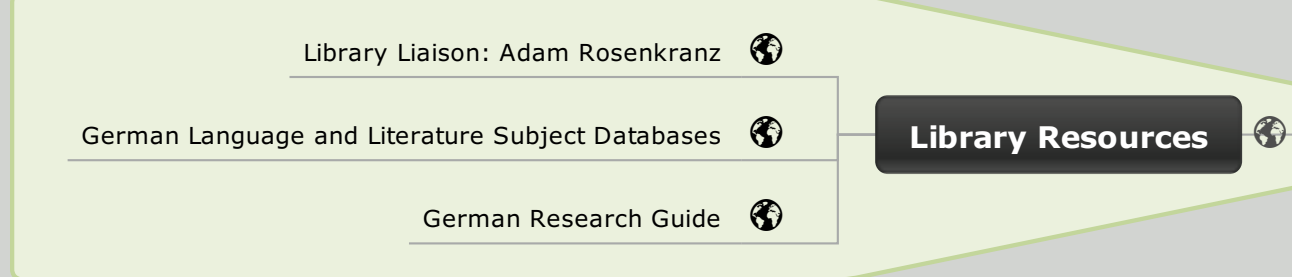 Library Liaison: Adam Rosenkranz
German Language and Literature Subject Databases
Library Resources
German Research Guide